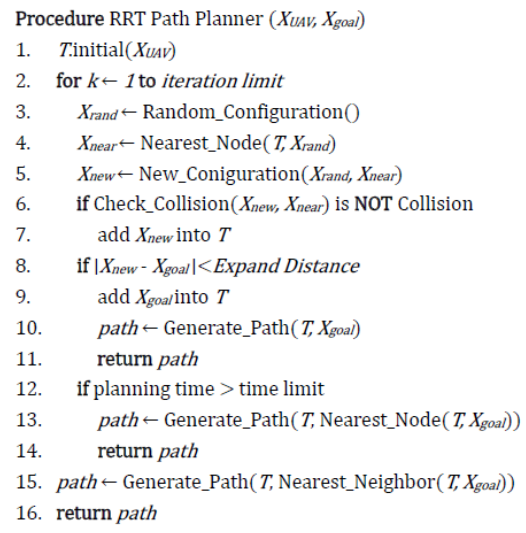 Procedure RRT Path Planner (XUAV, Xgoal)
1. T.initial(XUAV)
2. for k← 1 to iteration limit
3. Xrand ← Random_Configuration()
4. Xnear← Nearest_Node( T, Xrand)
5. Xnew← New_Coniguration(Xrand, Xnear)
6. if Check_Collision(Xnew, Xnear) is NOT Collision
7. add Xnew into T
8. if |Xnew - Xgoal|<Expand Distance
9. add Xgoal into T
10. path ← Generate_Path( T, Xgoal)
11. return path
12. if planning time > time limit
13. path ← Generate_Path( T, Nearest_Node( T, Xgoal))
14. return path
15. path ← Generate_Path( T, Nearest_Neighbor( T, Xgoal))
16. return path